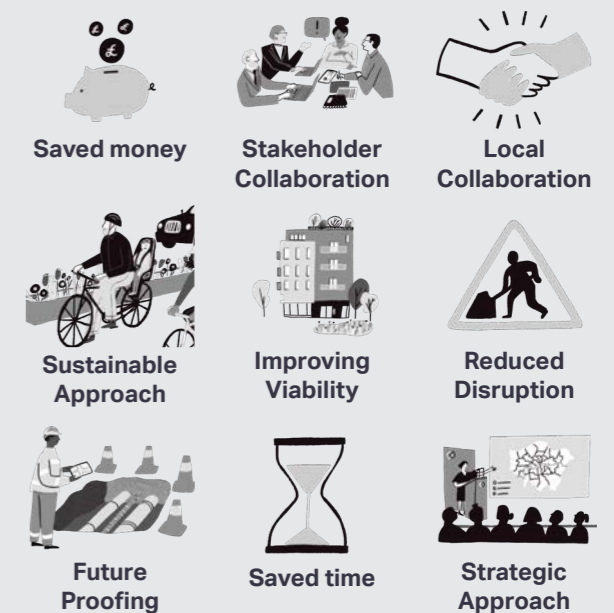 £ £
£
!
Saved money
Stakeholder
Collaboration
Local
Collaboration
Sustainable
Approach
Improving
Viability
Reduced
Disruption
Future
Proofing
Saved time
Strategic
Approach